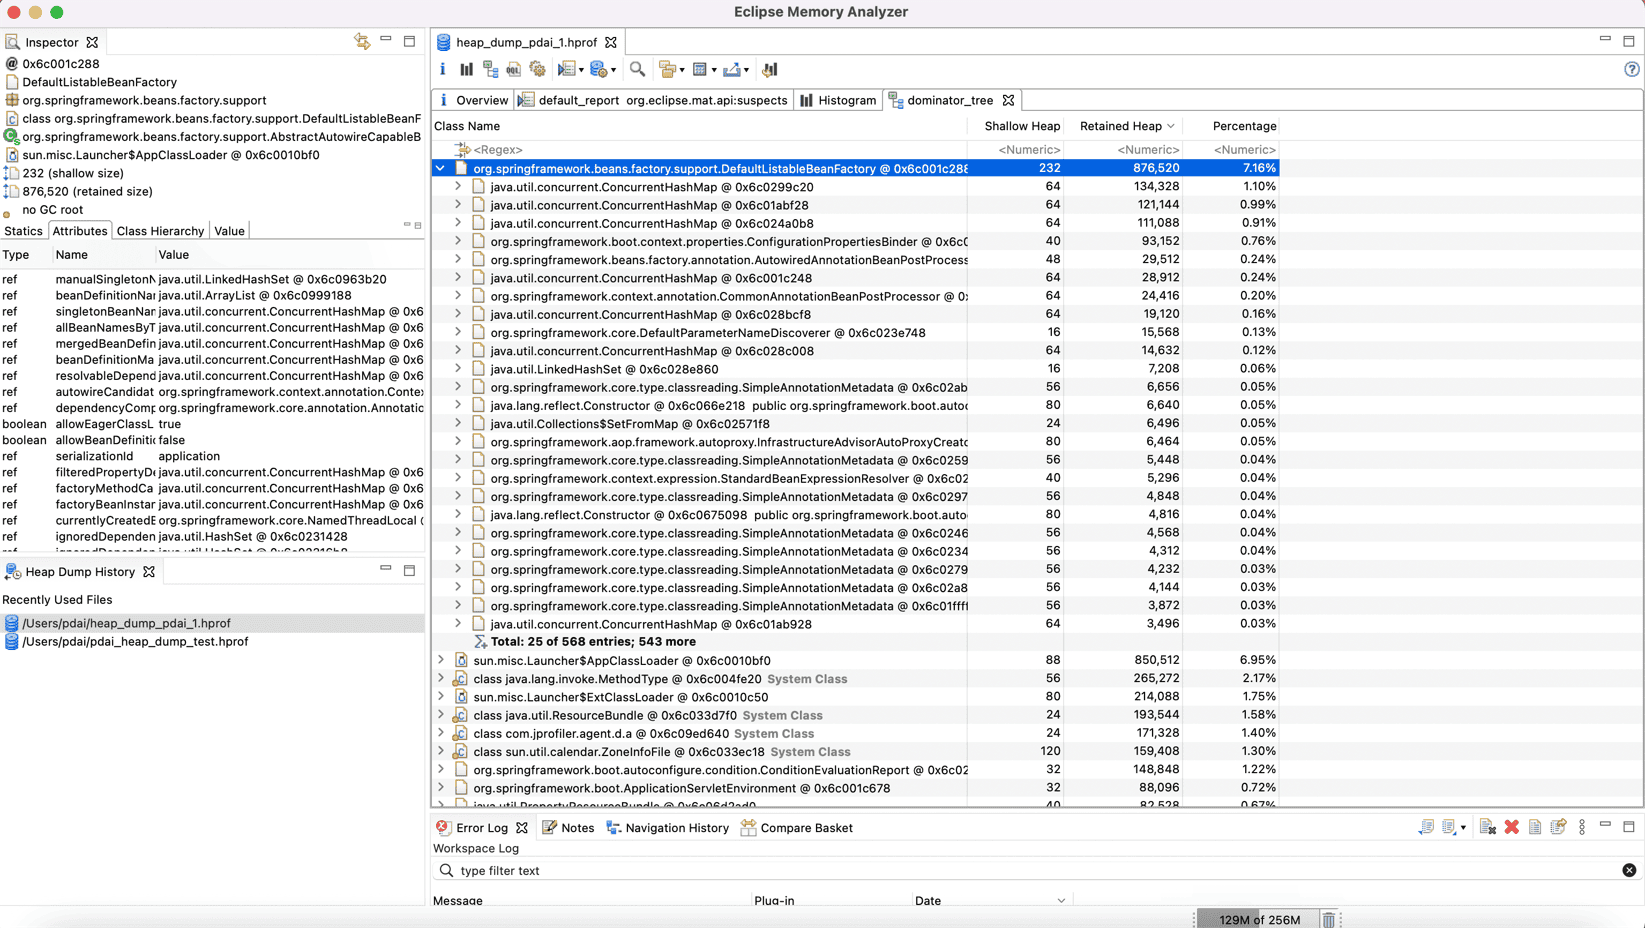 Eclipse Memory Analyzer
Inspector
0x6c001c288
DefaultListableBeanFactory
org.springframework.beans.factory.support
class org.springframework.beans.factory.support.DefaultListableBeanF
org.springframework.beans.factory.support.AbstractAutowireCapableB
sun.misc.Launcher$AppClassLoader @ 0x6c0010bf0
232 (shallow size)
876,520 (retained size)
no GC root
Statics Attributes Class Hierarchy Value
Type Name Value
ref manualSingletonN java.util.LinkedHashSet @ 0x6c0963b20
ref beanDefinitionNar java.util.ArrayList @ 0x6c0999188
ref singletonBeanNar java.util.concurrent.ConcurrentHashMap @ 0x6
ref allBeanNamesByT java.util.concurrent.ConcurrentHashMap @ 0x6
ref mergedBeanDefin java.util.concurrent.ConcurrentHashMap @ 0x6
ref beanDefinitionMa java.util.concurrent.ConcurrentHashMap @ 0x6
ref resolvableDepend java.util.concurrent.ConcurrentHashMap @ 0x6
ref autowireCandidat org.springframework.context.annotation.Conte
ref dependencyComp org.springframework.core.annotation.Annotatio
boolean allowEagerClassL true
boolean allowBeanDefinitic false
ref serializationId application
ref filteredPropertyDe java.util.concurrent.ConcurrentHashMap @ 0x6
ref factoryMethodCa java.util.concurrent.ConcurrentHashMap @ 0x6
ref factoryBeanInstar java.util.concurrent.ConcurrentHashMap @ 0x6
ref currentlyCreatedE org.springframework.core.NamedThreadLocal
ref ignoredDependen java.util.HashSet @ 0x6c0231428
ref ignoredDependen java.util.HashSet @ 0x6c02316b8
Heap Dump History
Recently Used Files
/Users/pdai/heap_dump_pdai_1.hprof
/Users/pdai/pdai_heap_dump_test.hprof
heap_dump_pdai_1.hprof
OQL
Overview default_report org.eclipse.mat.api:suspects Histogram dominator_tree
Class Name Shallow Heap Retained Heap Percentage
<Regex> <Numeric> <Numeric> <Numeric>
org.springframework.beans.factory.support.DefaultListableBeanFactory @ 0x6c001c288 232 876,520 7.16%
java.util.concurrent.ConcurrentHashMap @ 0x6c0299c20 64 134,328 1.10%
java.util.concurrent.ConcurrentHashMap @ 0x6c01abf28 64 121,144 0.99%
java.util.concurrent.ConcurrentHashMap @ 0x6c024a0b8 64 111,088 0.91%
org.springframework.boot.context.properties.ConfigurationPropertiesBinder @ 0x6c0 40 93,152 0.76%
org.springframework.beans.factory.annotation.AutowiredAnnotationBeanPostProcess 48 29,512 0.24%
java.util.concurrent.ConcurrentHashMap @ 0x6c001c248 64 28,912 0.24%
org.springframework.context.annotation.CommonAnnotationBeanPostProcessor @ 0x 64 24,416 0.20%
java.util.concurrent.ConcurrentHashMap @ 0x6c028bcf8 64 19,120 0.16%
org.springframework.core.DefaultParameterNameDiscoverer @ 0x6c023e748 16 15,568 0.13%
java.util.concurrent.ConcurrentHashMap @ 0x6c028c008 64 14,632 0.12%
java.util.LinkedHashSet @ 0x6c028e860 16 7,208 0.06%
org.springframework.core.type.classreading.SimpleAnnotationMetadata @ 0x6c02ab 56 6,656 0.05%
java.lang.reflect.Constructor @ 0x6c066e218 public org.springframework.boot.autoc 80 6,640 0.05%
java.util.Collections$SetFromMap @ 0x6c02571f8 24 6,496 0.05%
org.springframework.aop.framework.autoproxy.InfrastructureAdvisorAutoProxyCreato 80 6,464 0.05%
org.springframework.core.type.classreading.SimpleAnnotationMetadata @ 0x6c0259 56 5,448 0.04%
org.springframework.context.expression.StandardBeanExpressionResolver @ 0x6c02 40 5,296 0.04%
org.springframework.core.type.classreading.SimpleAnnotationMetadata @ 0x6c0297 56 4,848 0.04%
java.lang.reflect.Constructor @ 0x6c0675098 public org.springframework.boot.auto 80 4,816 0.04%
org.springframework.core.type.classreading.SimpleAnnotationMetadata @ 0x6c0246 56 4,568 0.04%
org.springframework.core.type.classreading.SimpleAnnotationMetadata @ 0x6c0234 56 4,312 0.04%
org.springframework.core.type.classreading.SimpleAnnotationMetadata @ 0x6c0279 56 4,232 0.03%
org.springframework.core.type.classreading.SimpleAnnotationMetadata @ 0x6c02a8 56 4,144 0.03%
org.springframework.core.type.classreading.SimpleAnnotationMetadata @ 0x6c01fff 56 3,872 0.03%
java.util.concurrent.ConcurrentHashMap @ 0x6c01ab928 64 3,496 0.03%
Total: 25 of 568 entries; 543 more
sun.misc.Launcher$AppClassLoader @ 0x6c0010bf0 88 850,512 6.95%
class java.lang.invoke.MethodType @ 0x6c004fe20 System Class 56 265,272 2.17%
sun.misc.Launcher$ExtClassLoader @ 0x6c0010c50 80 214,088 1.75%
class java.util.ResourceBundle @ 0x6c033d7f0 System Class 24 193,544 1.58%
class com.jprofiler.agent.d.a @ 0x6c09ed640 System Class 24 171,328 1.40%
class sun.util.calendar.ZoneInfoFile @ 0x6c033ec18 System Class 120 159,408 1.30%
org.springframework.boot.autoconfigure.condition.ConditionEvaluationReport @ 0x6c02 32 148,848 1.22%
org.springframework.boot.ApplicationServletEnvironment @ 0x6c001c678 32 88,096 0.72%
java.util.PropertyResourceBundle @ 0x6c06d2ad0 40 82,528 0.67%
Error Log Notes Navigation History Compare Basket
Workspace Log
type filter text
Message Plug-in Date
129M of 256M